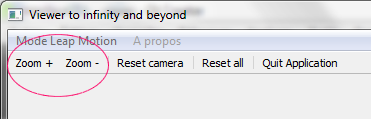 Viewer to infinity and beyond
Mode Leap Motion A propos
Zoom + Zoom - Reset camera Reset all Quit Application